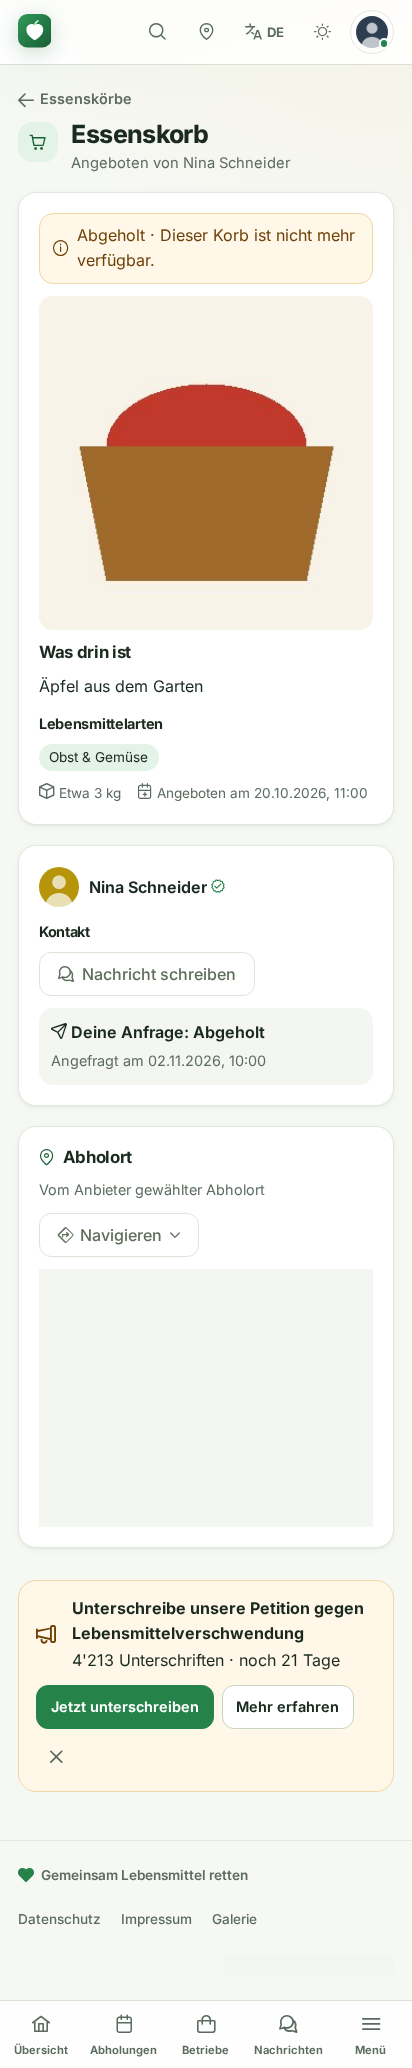 DE
Essenskörbe
Essenskorb
Angeboten von Nina Schneider
Abgeholt · Dieser Korb ist nicht mehr
verfügbar.
Was drin ist
Äpfel aus dem Garten
Lebensmittelarten
Obst & Gemüse
Etwa 3 kg Angeboten am 20.10.2026, 11:00
Nina Schneider
Kontakt
Nachricht schreiben
Deine Anfrage: Abgeholt
Angefragt am 02.11.2026, 10:00
Abholort
Vom Anbieter gewählter Abholort
Navigieren
Unterschreibe unsere Petition gegen
Lebensmittelverschwendung
4'213 Unterschriften · noch 21 Tage
Jetzt unterschreiben Mehr erfahren
Gemeinsam Lebensmittel retten
Datenschutz Impressum Galerie
Übersicht Abholungen Betriebe Nachrichten Menü